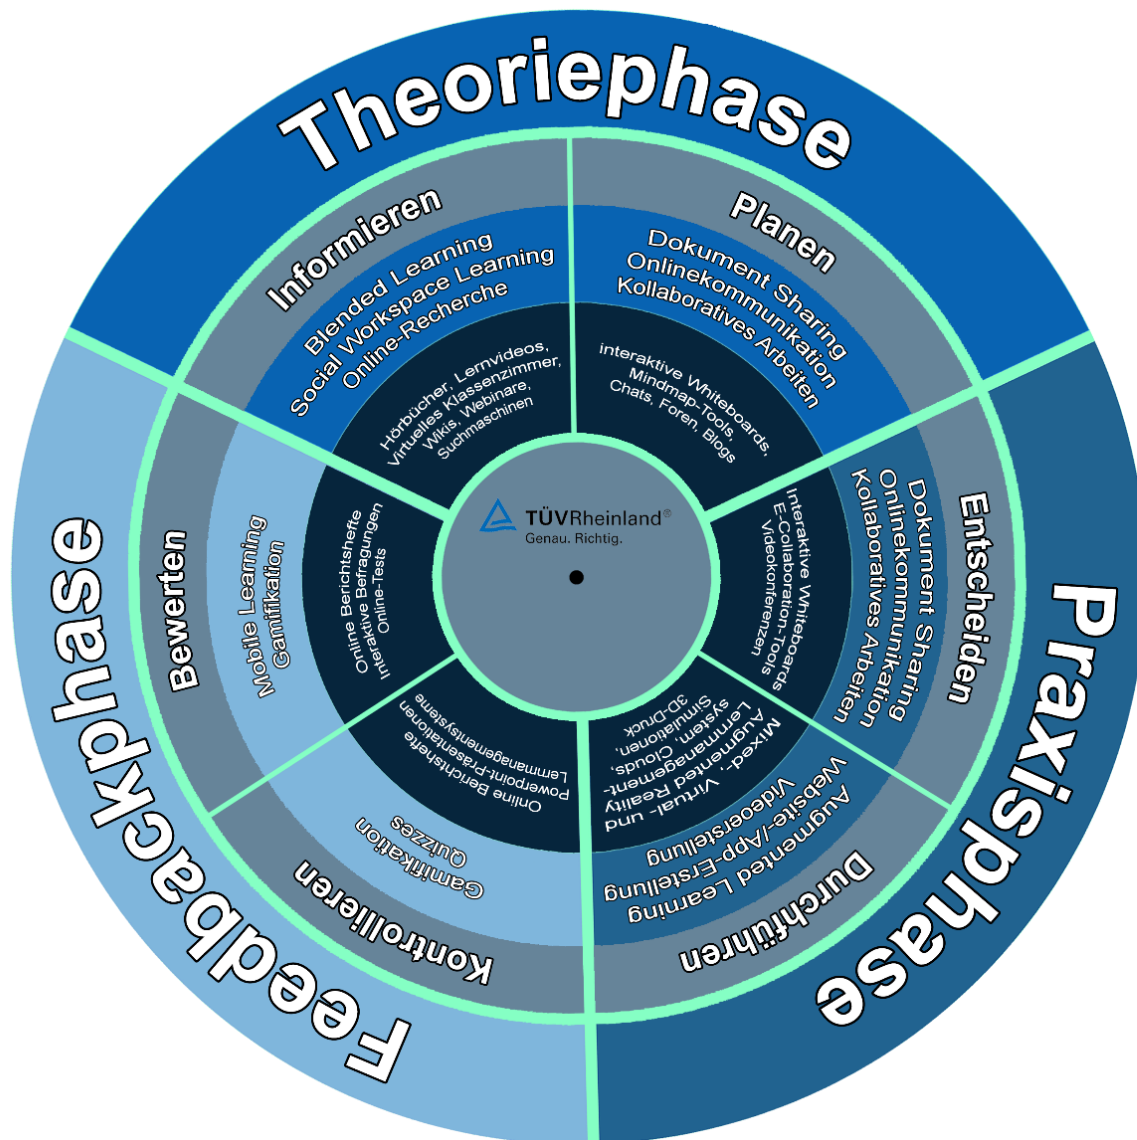 Theoriephase
Informieren
Blended Learning
Social Workspace Learning
Online-Recherche
Hörbücher, Lernvideos,
Virtuelles Klassenzimmer,
Wikis, Webinare,
Suchmaschinen
Planen
Dokument Sharing
Onlinekommunikation
Kollaboratives Arbeiten
interaktive Whiteboards,
Mindmap-Tools,
Chats, Foren, Blogs
Praxisphase
Entscheiden
Dokument Sharing
Onlinekommunikation
Kollaboratives Arbeiten
Interaktive Whiteboards
E-Collaboration-Tools
Videokonferenzen
Durchführen
Augmented Learning
Website-/App-Erstellung
Videoerstellung
Mixed-, Virtual- und
Augmented Reality
Lernmanagement-
system, Clouds,
Simulationen,
3D-Druck
Feedbackphase
Kontrollieren
Gamifikation
Quizzes
Online Berichtshefte
Powerpoint-Präsentationen
Lernmanagementsysteme
Bewerten
Mobile Learning
Gamifikation
Online Berichtshefte
Interaktive Befragungen
Online-Tests
TÜVRheinland®
Genau. Richtig.